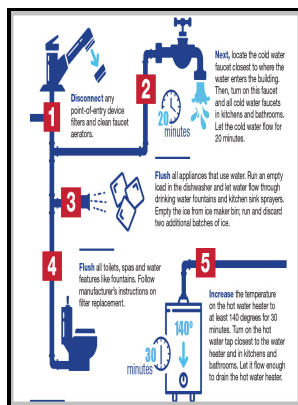 1
Disconnect any
point-of-entry device
filters and clean faucet
aerators.
2
20
minutes
Next, locate the cold water
faucet closest to where the
water enters the building.
Then, turn on this faucet
and all cold water faucets
in kitchens and bathrooms.
Let the cold water flow for
20 minutes.
3
Flush all appliances that use water. Run an empty
load in the dishwasher and let water flow through
drinking water fountains and kitchen sink sprayers.
Empty the ice from ice maker bin; run and discard
two additional batches of ice.
4
Flush all toilets, spas and water
features like fountains. Follow
manufacturer's instructions on
filter replacement.
5
140º
30
minutes
Increase the temperature
on the hot water heater to
at least 140 degrees for 30
minutes. Turn on the hot
water tap closest to the water
heater and in kitchens and
bathrooms. Let it flow enough
to drain the hot water heater.